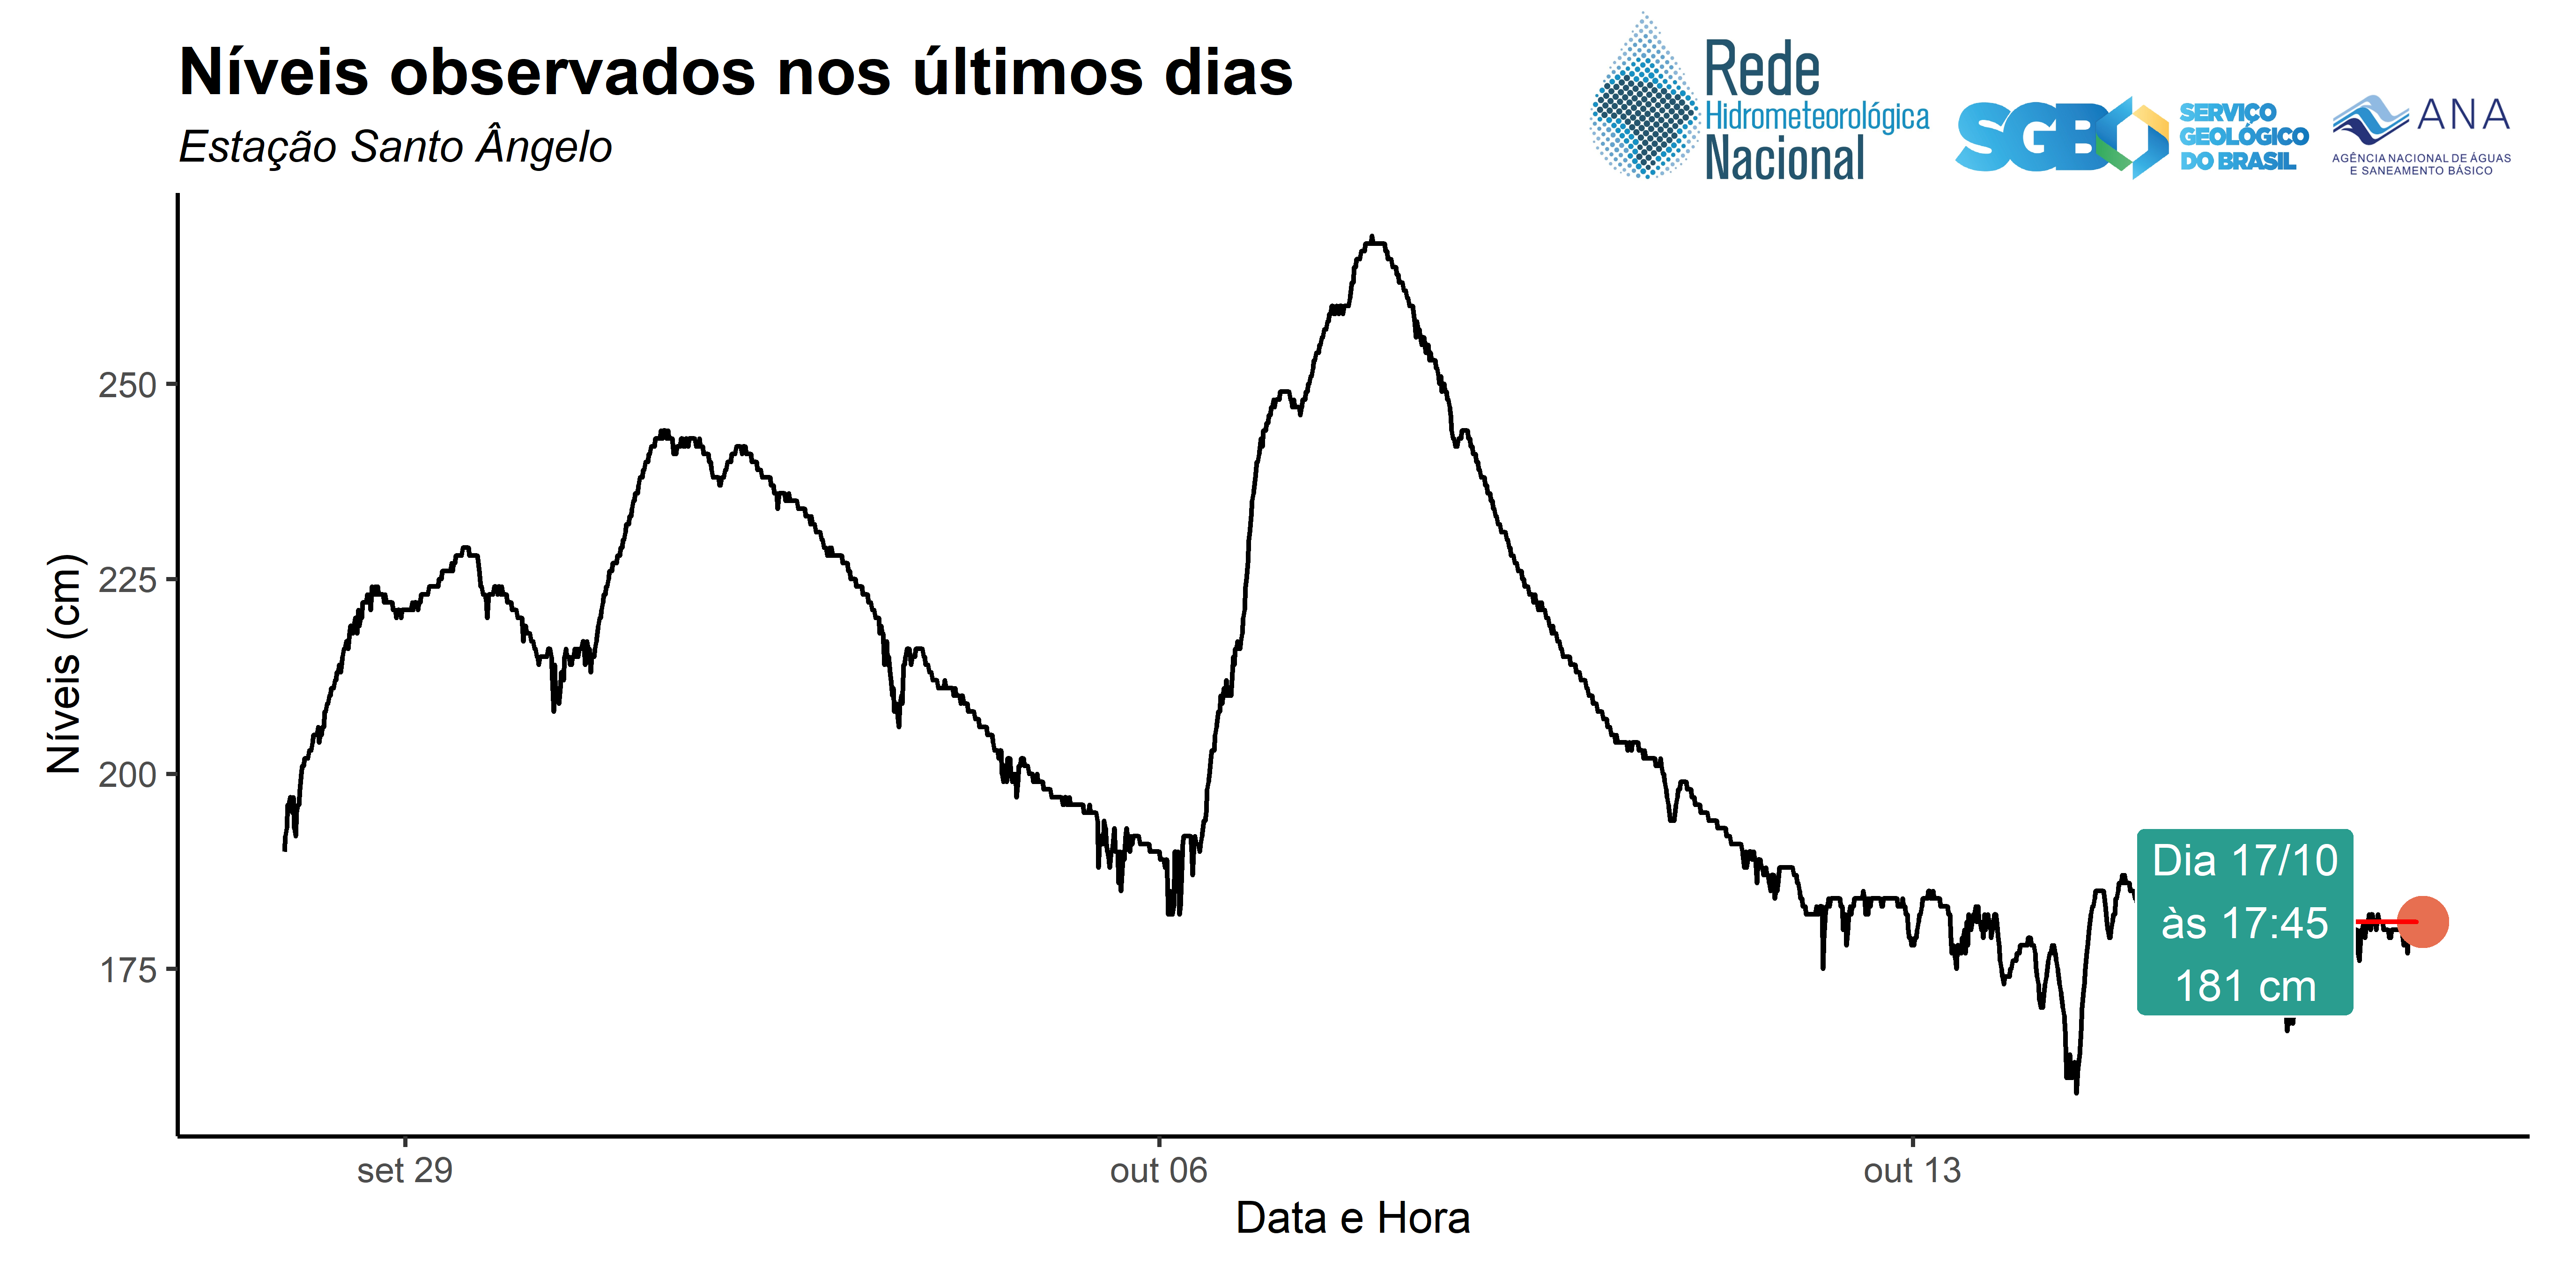 Níveis observados nos últimos dias
Estação Santo Ângelo
Rede
Hidrometeorológica
Nacional
SGB
SERVIÇO
GEOLÓGICO
DO BRASIL
ANA
AGÊNCIA NACIONAL DE ÁGUAS
E SANEAMENTO BÁSICO
Níveis (cm)
250
225
200
175
Dia 17/10
às 17:45
181 cm
set 29
out 06
out 13
Data e Hora